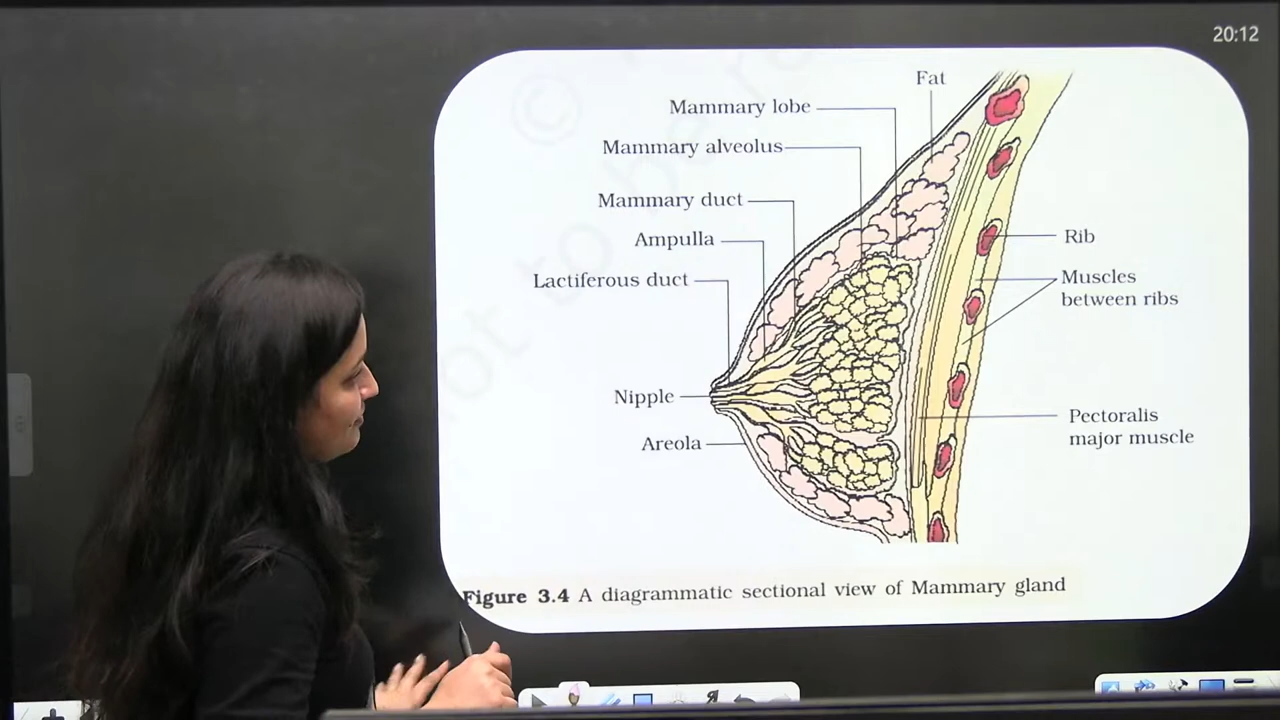 20:12
Fat
Mammary lobe
Mammary alveolus
Mammary duct
Ampulla
Lactiferous duct
Nipple
Areola
Rib
Muscles
between ribs
Pectoralis
major muscle
Figure 3.4 A diagrammatic sectional view of Mammary gland